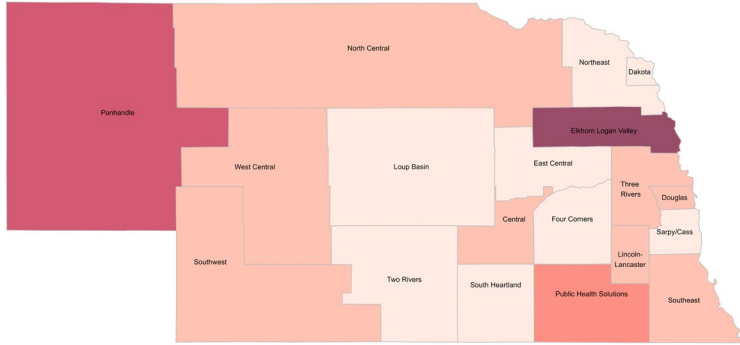 North Central
Northeast
Dakota
Panhandle
Elkhorn Logan Valley
West Central
Loup Basin
East Central
Three
Rivers
Douglas
Central
Four Corners
Sarpy/Cass
Southwest
Lincoln-
Lancaster
Two Rivers
South Heartland
Public Health Solutions
Southeast